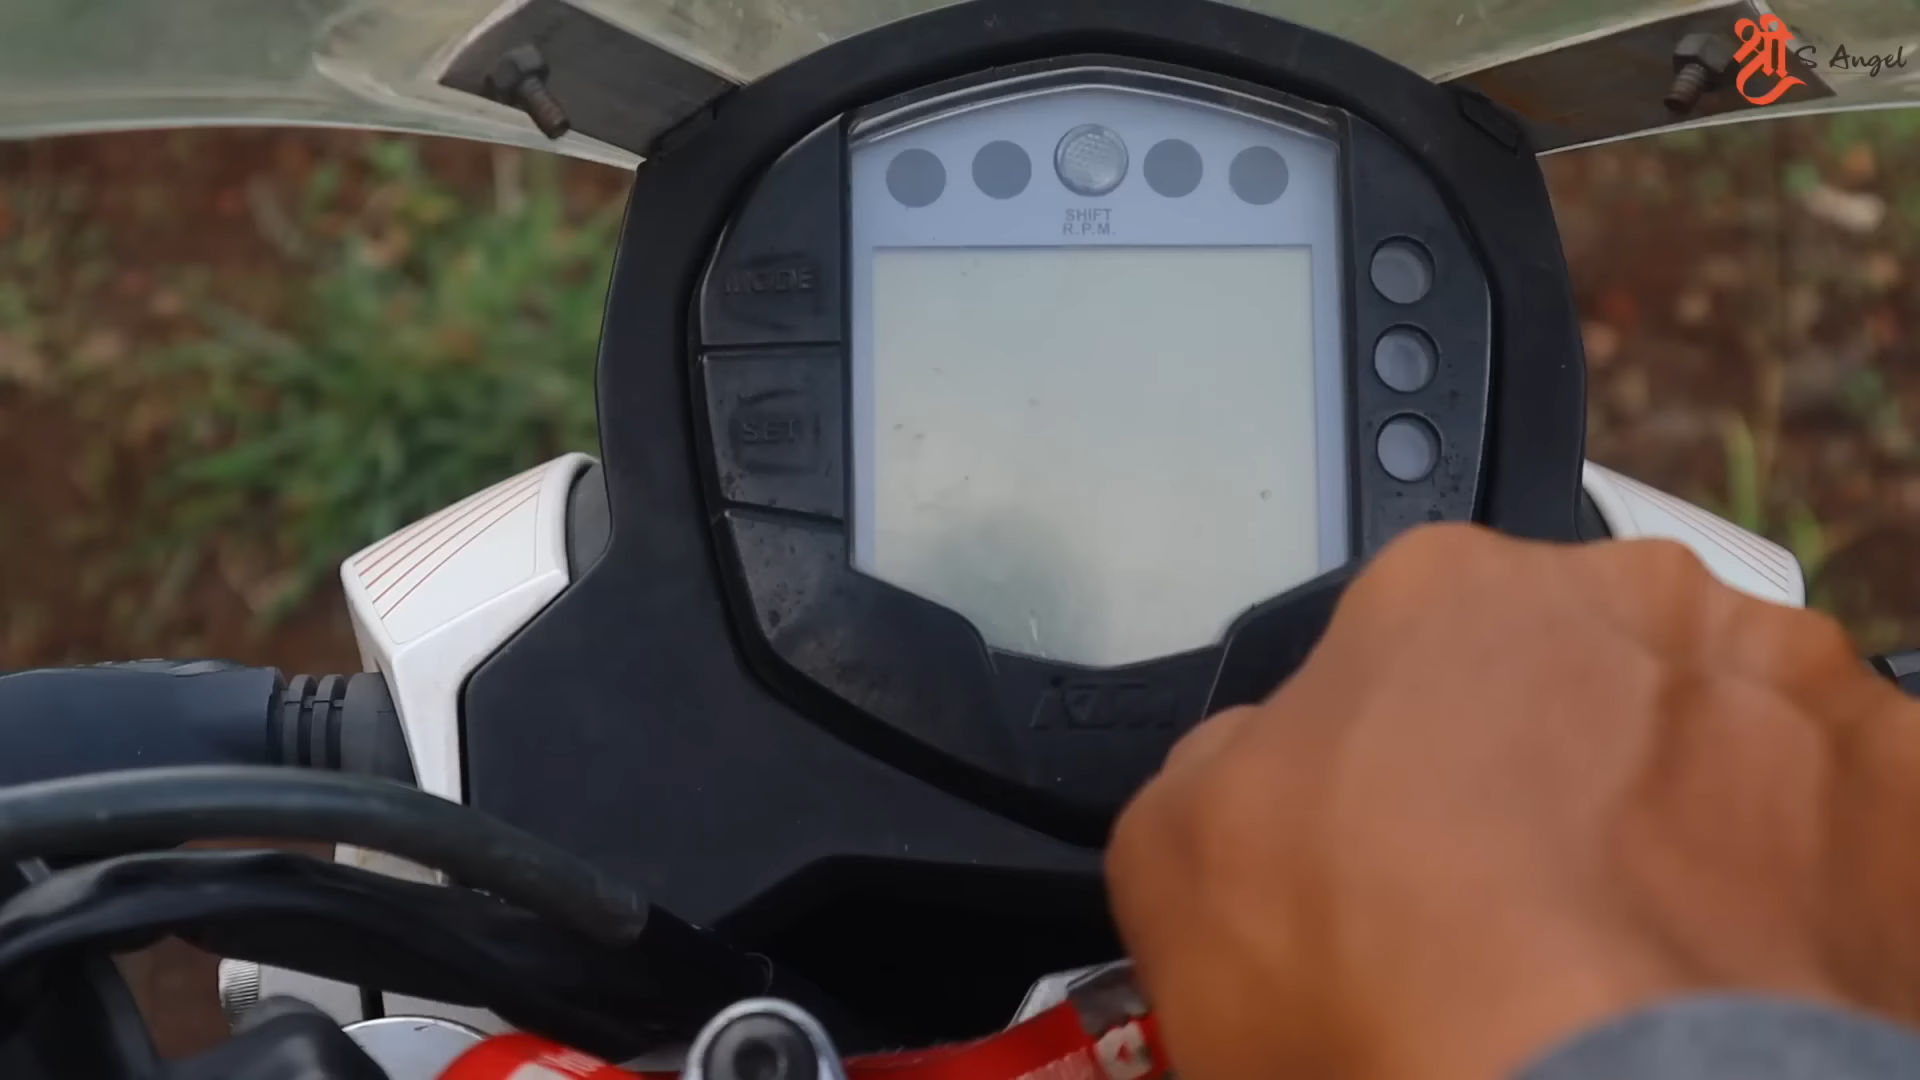 श्री S Angel
SHIFT
R.P.M.
MODE
SET
KTM